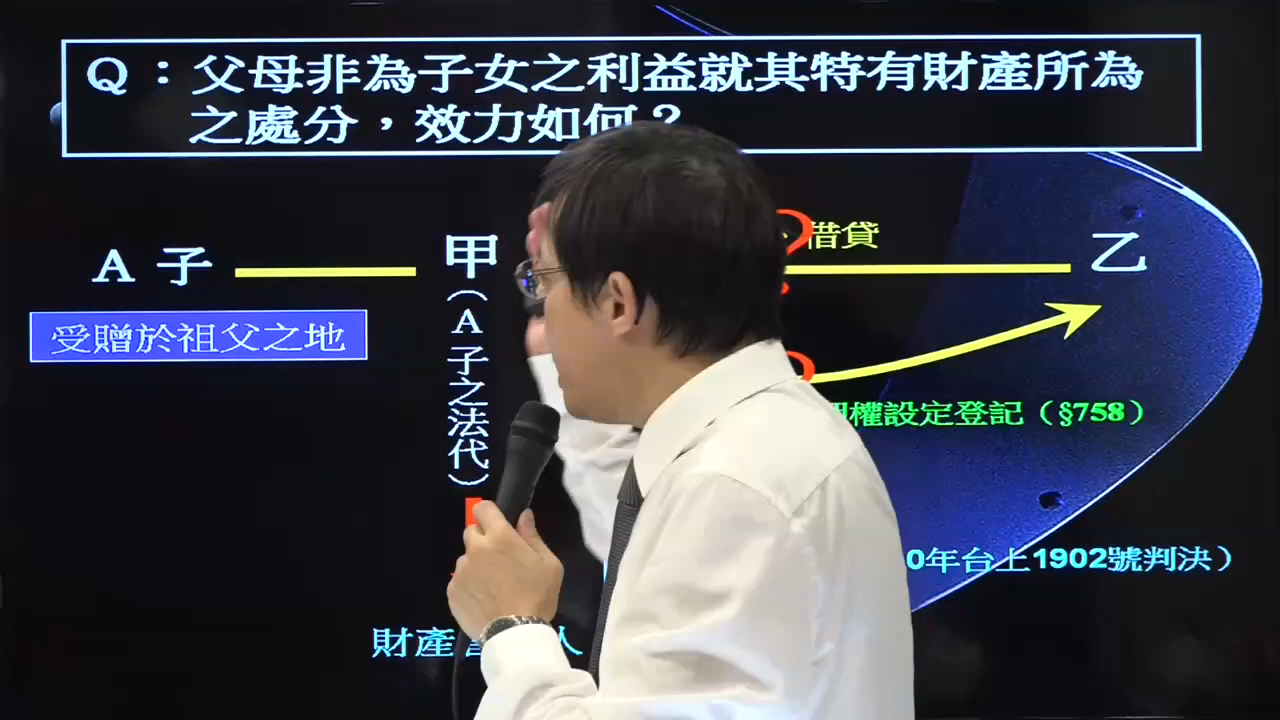 Q：父母非為子女之利益就其特有財產所為
之處分，效力如何？
借貸
A 子
甲
乙
受贈於祖父之地
（A子之法代）
權設定登記（§758）
0年台上1902號判決）
財產
人